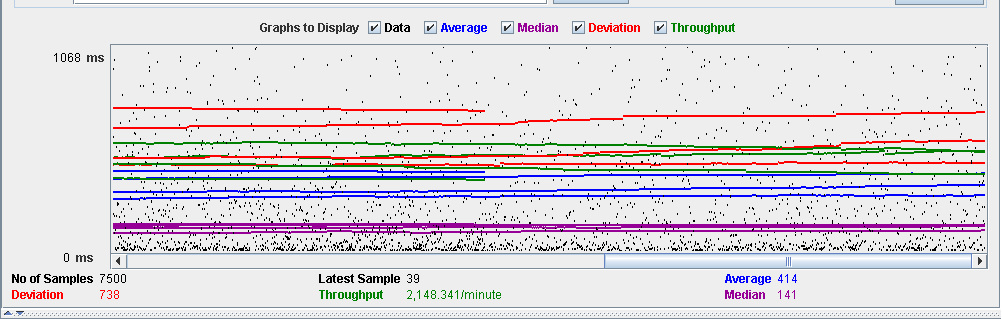 Graphs to Display Data Average Median Deviation Throughput
1068 ms
0 ms
No of Samples 7500 Latest Sample 39 Average 414
Deviation 738 Throughput 2,148.341/minute Median 141